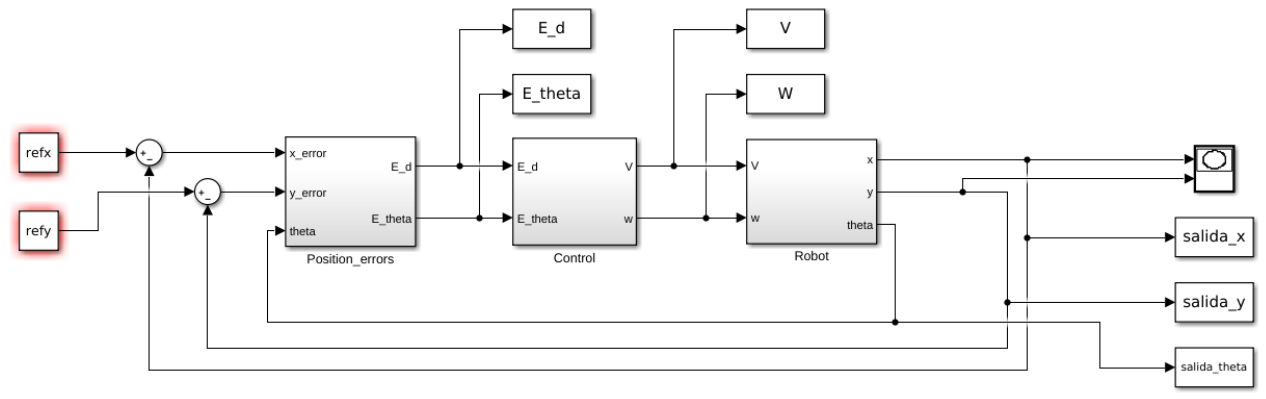 E_d
V
E_theta
W
refx
+
_
x_error
y_error
theta
E_d
E_theta
Position_errors
E_d
E_theta
V
w
Control
V
w
x
y
theta
Robot
+
_
refy
salida_x
salida_y
salida_theta